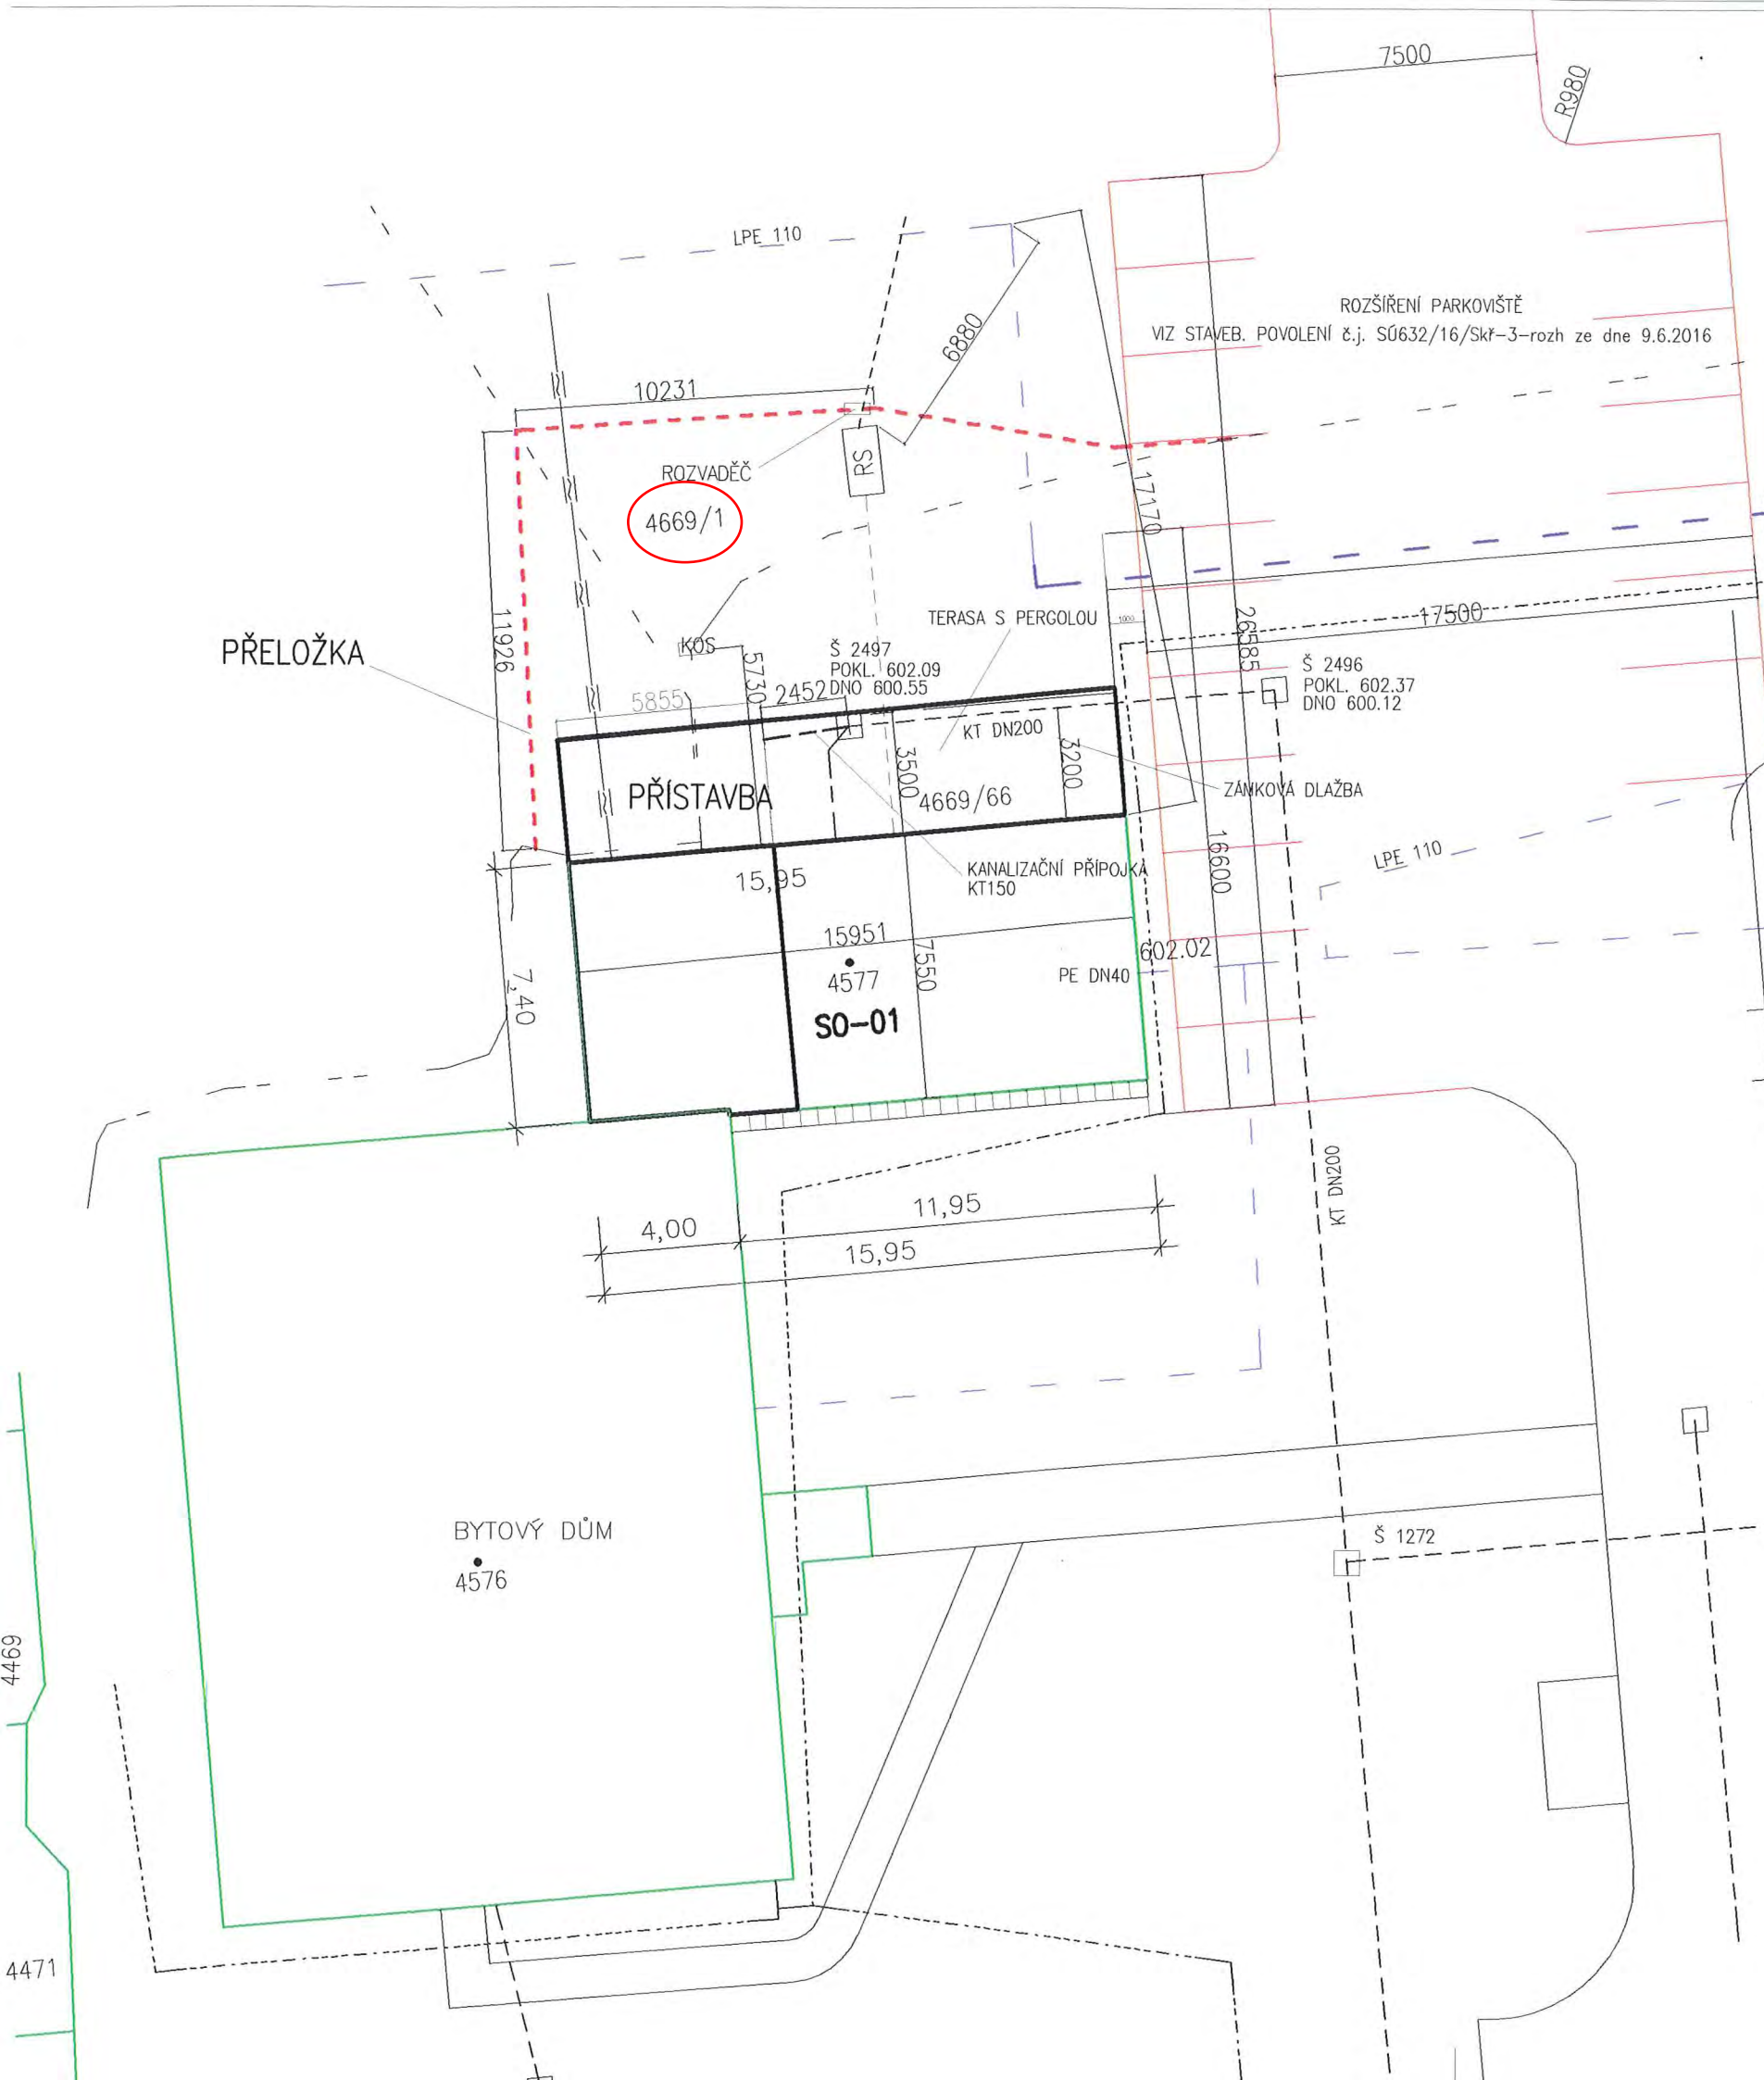 7500
R980
LPE 110
ROZŠÍŘENÍ PARKOVIŠTĚ
VIZ STAVEB. POVOLENÍ č.j. SÚ632/16/Skř-3-rozh ze dne 9.6.2016
6880
10231
ROZVADĚČ
RS
4669/1
17170
11926
PŘELOŽKA
KOS
5730
Š 2497
POKL. 602.09
DNO 600.55
TERASA S PERGOLOU
1000
26585
17500
Š 2496
POKL. 602.37
DNO 600.12
5855
2452
KT DN200
3500
3200
PŘÍSTAVBA
4669/66
ZÁMKOVÁ DLAŽBA
16600
LPE 110
KANALIZAČNÍ PŘÍPOJKA
KT150
15,95
15951
4577
7550
602.02
PE DN40
7,40
SO-01
KT DN200
4,00
11,95
15,95
BYTOVÝ DŮM
4576
Š 1272
4469
4471